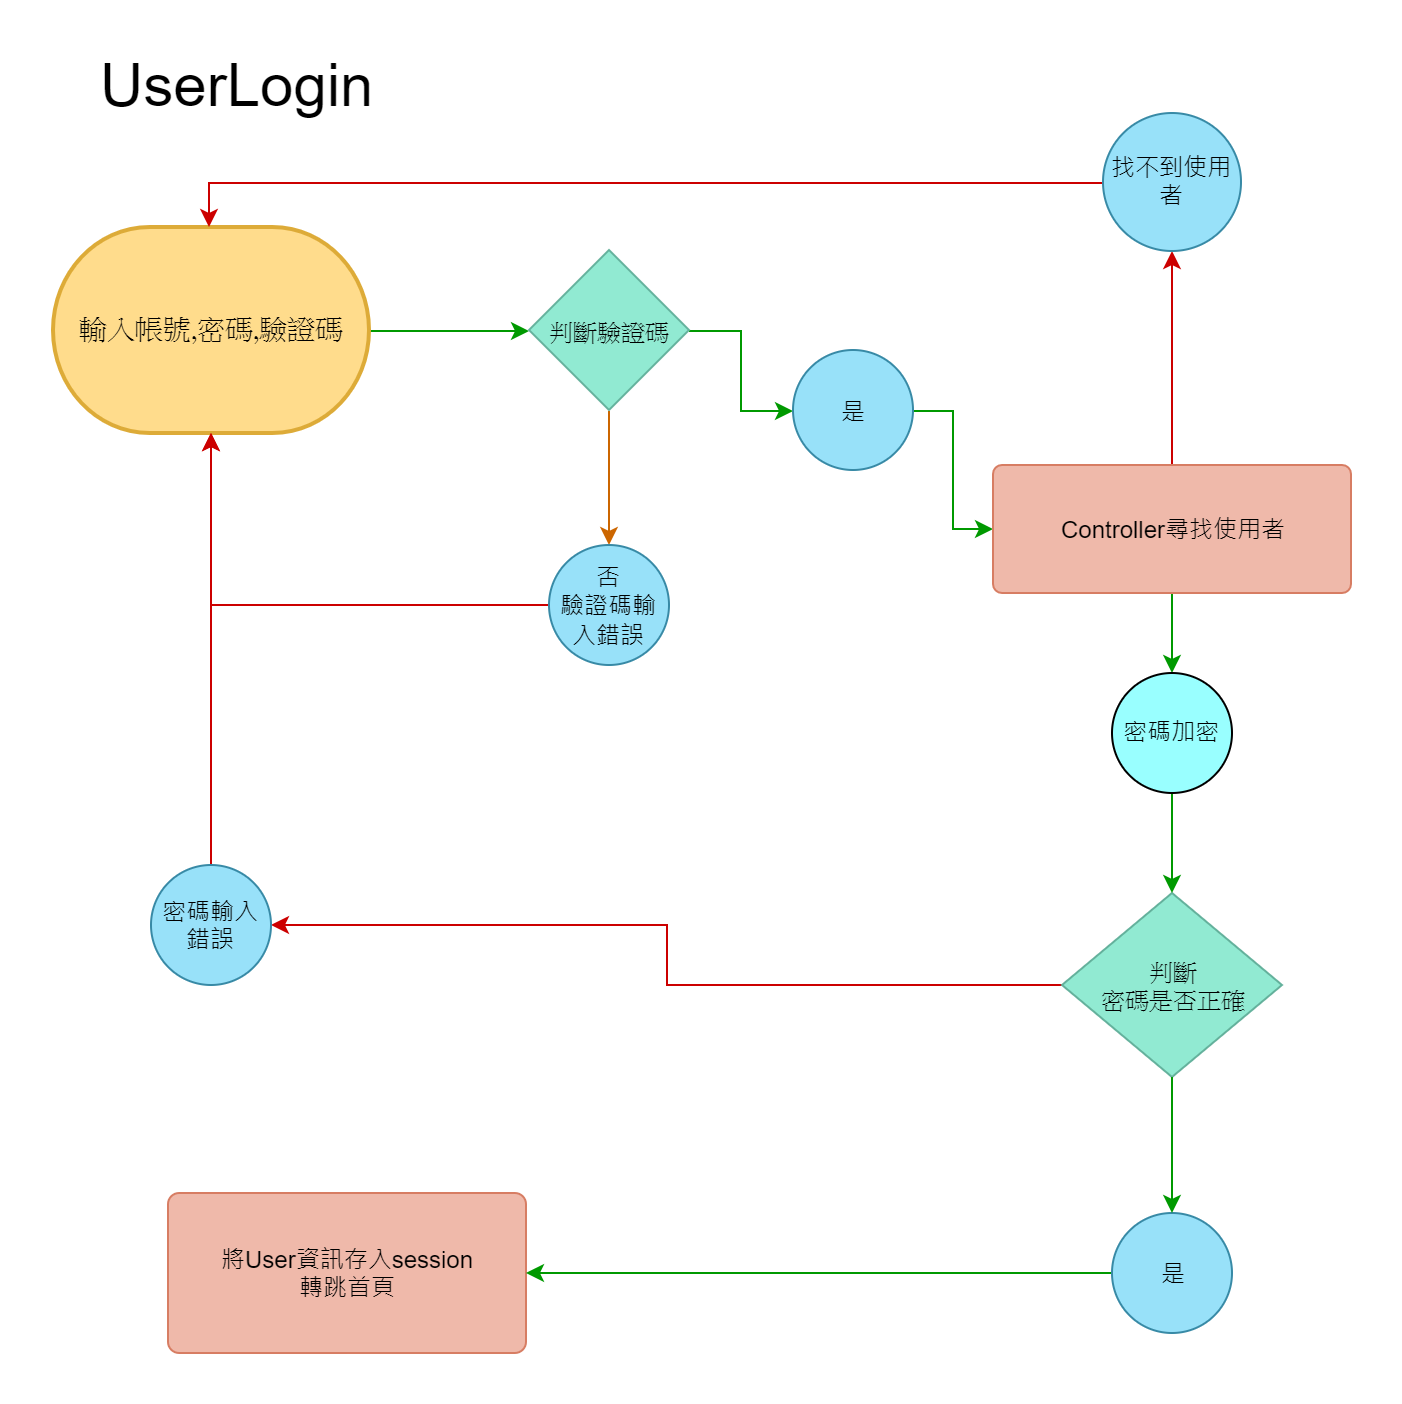 UserLogin
找不到使用
者
輸入帳號,密碼,驗證碼
判斷驗證碼
是
Controller尋找使用者
否
驗證碼輸
入錯誤
密碼加密
密碼輸入
錯誤
判斷
密碼是否正確
將User資訊存入session
轉跳首頁
是